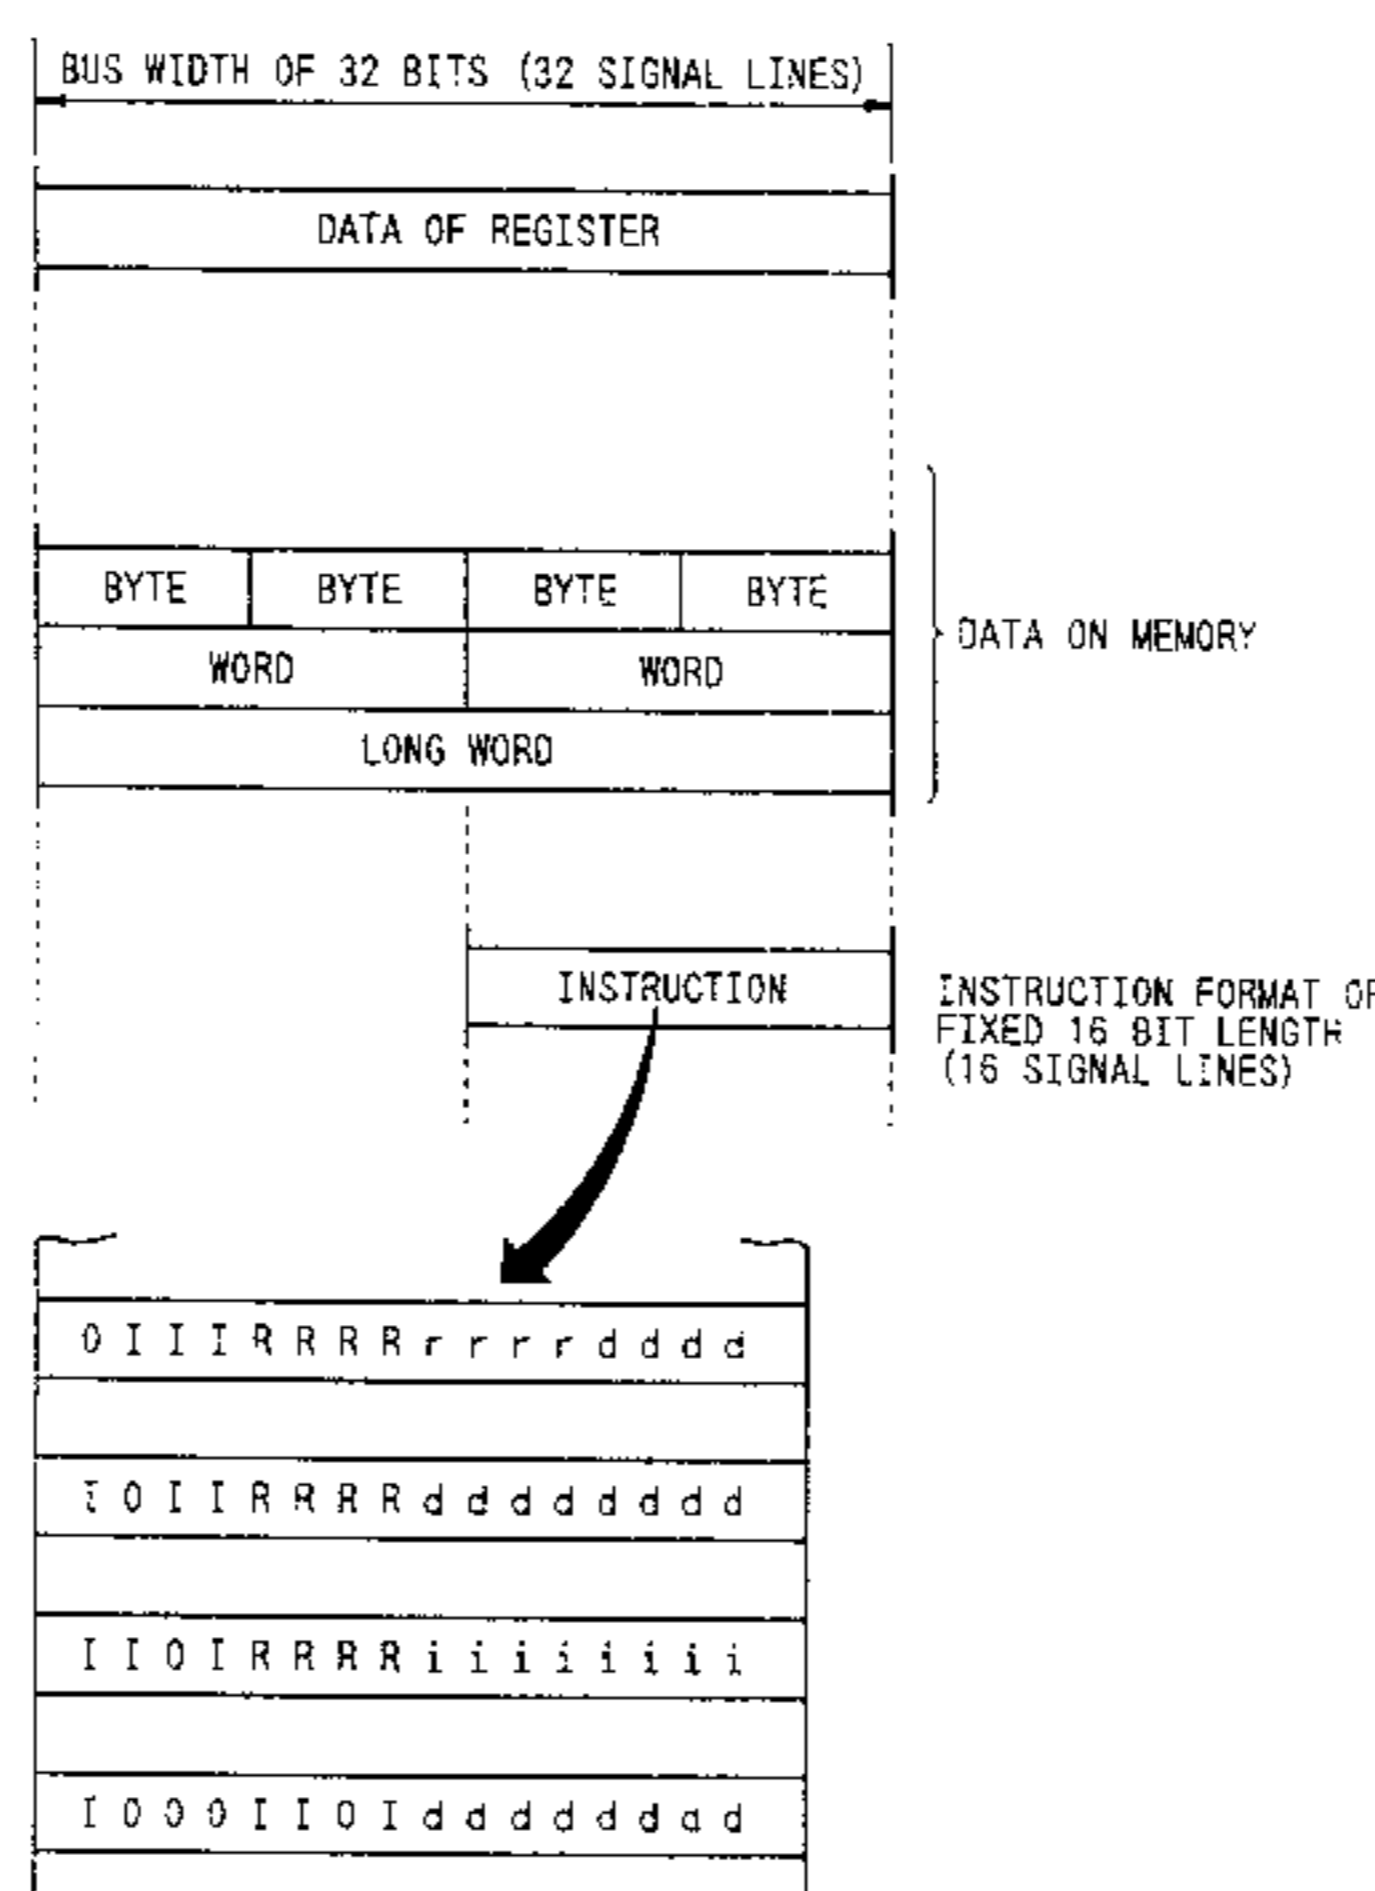 BUS WIDTH OF 32 BITS (32 SIGNAL LINES)
DATA OF REGISTER
BYTE BYTE BYTE BYTE
WORD WORD
LONG WORD
DATA ON MEMORY
INSTRUCTION
INSTRUCTION FORMAT OF
FIXED 16 BIT LENGTH
(16 SIGNAL LINES)
0 I I I R R R R r r r r d d d d
I 0 I I R R R R d d d d d d d d
I I 0 I R R R R i i i i i i i i
I 0 0 0 I I 0 I d d d d d d d d